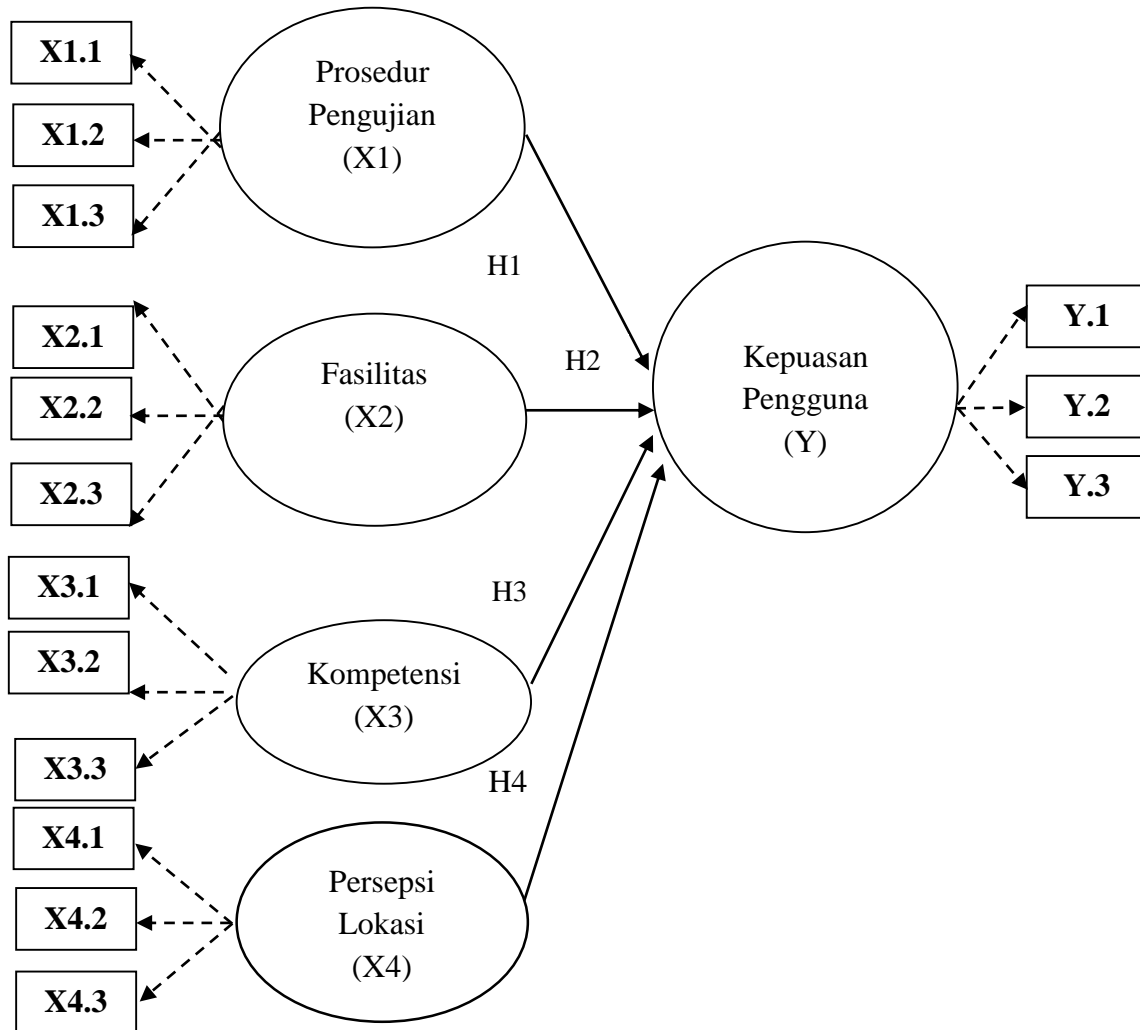 X1.1
X1.2
X1.3
Prosedur
Pengujian
(X1)
H1
X2.1
X2.2
X2.3
Fasilitas
(X2)
H2
Kepuasan
Pengguna
(Y)
Y.1
Y.2
Y.3
X3.1
X3.2
X3.3
Kompetensi
(X3)
H3
X4.1
X4.2
X4.3
Persepsi
Lokasi
(X4)
H4